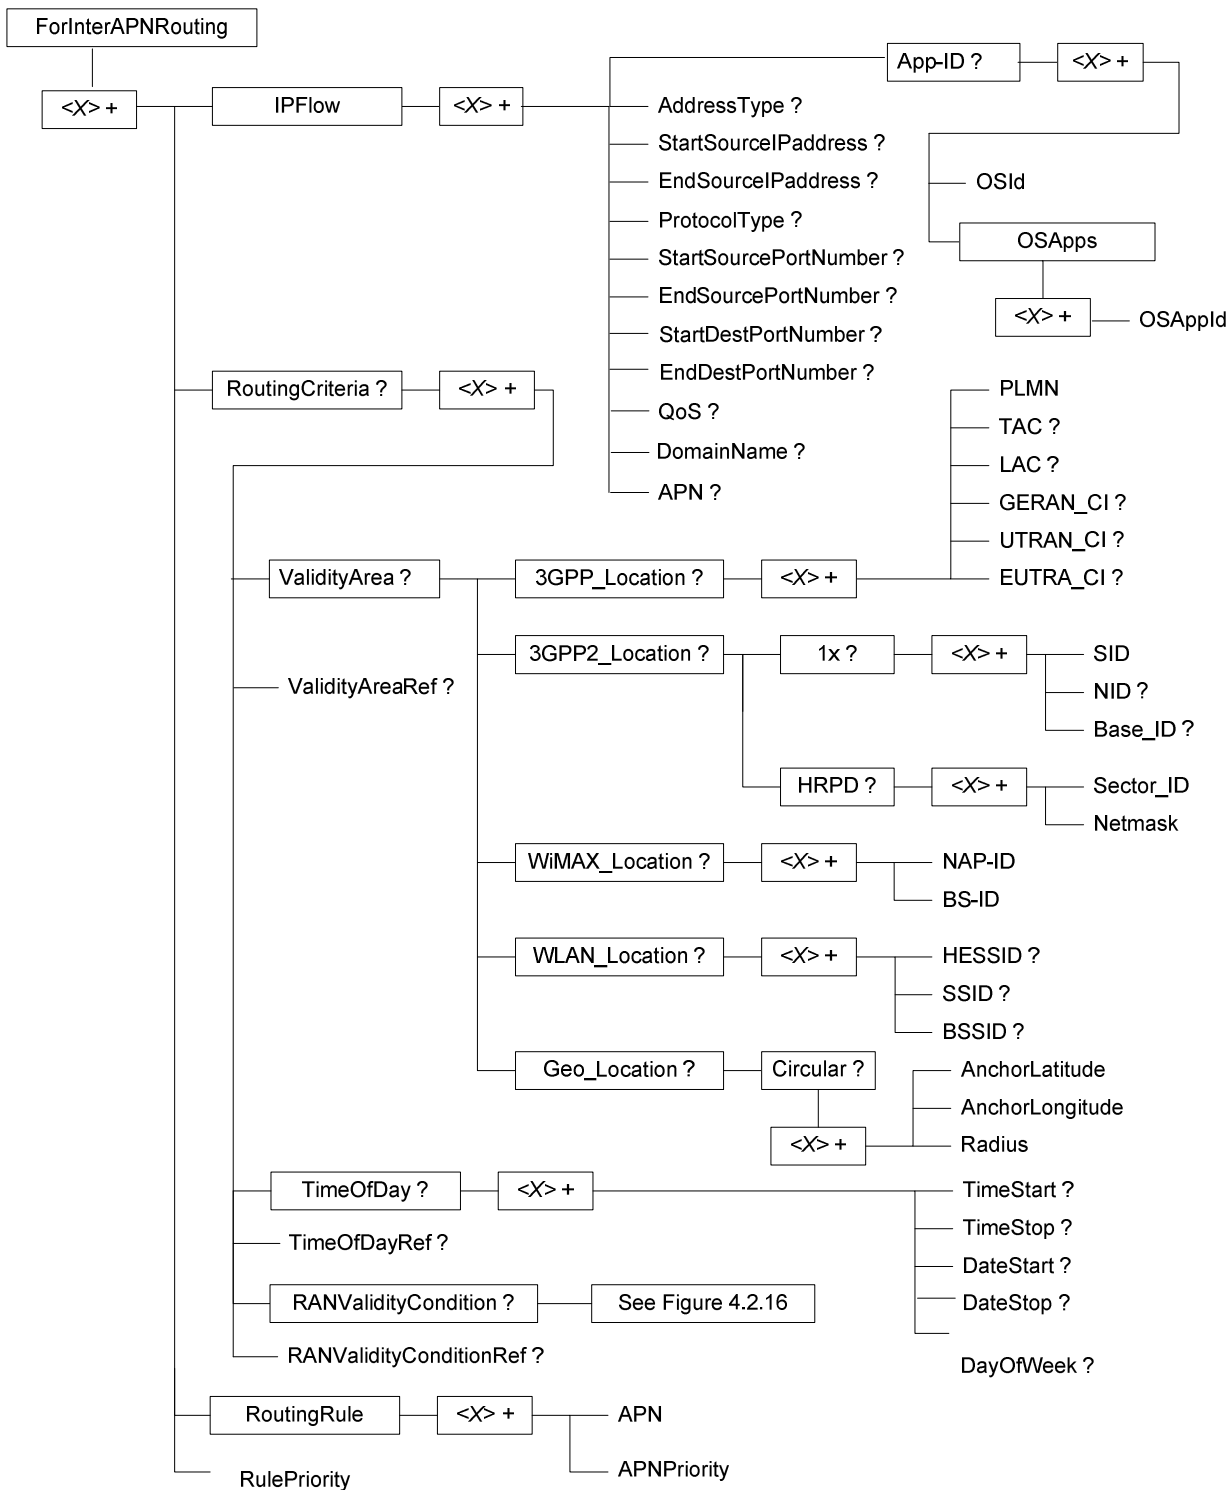 ForInterAPNRouting
<X> +
IPFlow
<X> +
App-ID ?
<X> +
OSId
OSApps
<X> +
OSAppId
AddressType ?
StartSourceIPaddress ?
EndSourceIPaddress ?
ProtocolType ?
StartSourcePortNumber ?
EndSourcePortNumber ?
StartDestPortNumber ?
EndDestPortNumber ?
QoS ?
DomainName ?
APN ?
RoutingCriteria ?
<X> +
ValidityArea ?
3GPP_Location ?
<X> +
PLMN
TAC ?
LAC ?
GERAN_CI ?
UTRAN_CI ?
EUTRA_CI ?
3GPP2_Location ?
1x ?
<X> +
SID
NID ?
Base_ID ?
HRPD ?
<X> +
Sector_ID
Netmask
WiMAX_Location ?
<X> +
NAP-ID
BS-ID
WLAN_Location ?
<X> +
HESSID ?
SSID ?
BSSID ?
Geo_Location ?
Circular ?
<X> +
AnchorLatitude
AnchorLongitude
Radius
ValidityAreaRef ?
TimeOfDay ?
<X> +
TimeStart ?
TimeStop ?
DateStart ?
DateStop ?
DayOfWeek ?
TimeOfDayRef ?
RANValidityCondition ?
See Figure 4.2.16
RANValidityConditionRef ?
RoutingRule
<X> +
APN
APNPriority
RulePriority